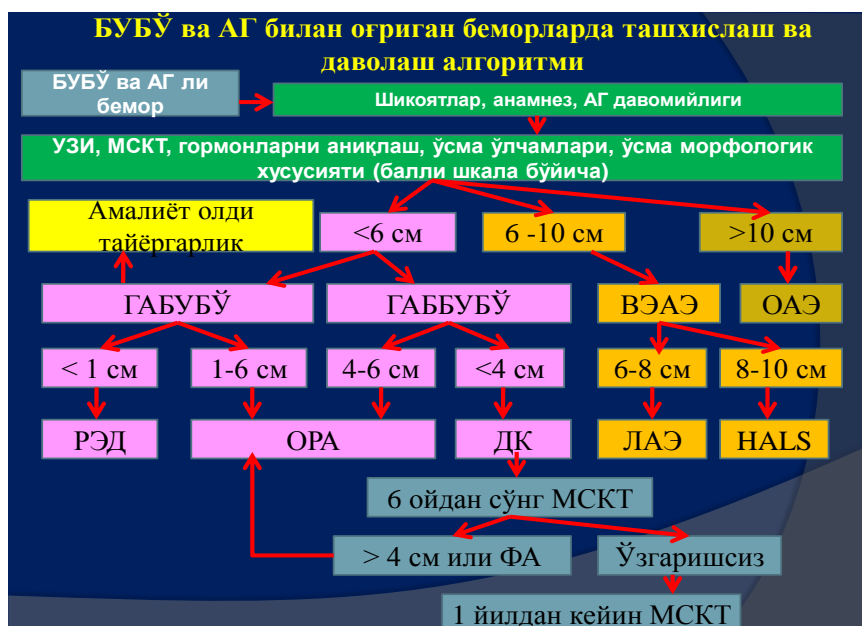 БУБЎ ва АГ билан оғриган беморларда ташхислаш ва
даволаш алгоритми
БУБЎ ва АГ ли
бемор
Шикоятлар, анамнез, АГ давомийлиги
УЗИ, МСКТ, гормонларни аниқлаш, ўсма ўлчамлари, ўсма морфологик
хусусияти (балли шкала бўйича)
Амалиёт олди
тайёргарлик
<6 см
6 -10 см
>10 см
ГАБУБЎ
ГАББУБЎ
ВЭАЭ
ОАЭ
< 1 см
1-6 см
4-6 см
<4 см
6-8 см
8-10 см
РЭД
ОРА
ДК
ЛАЭ
HALS
6 ойдан сўнг МСКТ
> 4 см или ФА
Ўзгаришсиз
1 йилдан кейин МСКТ